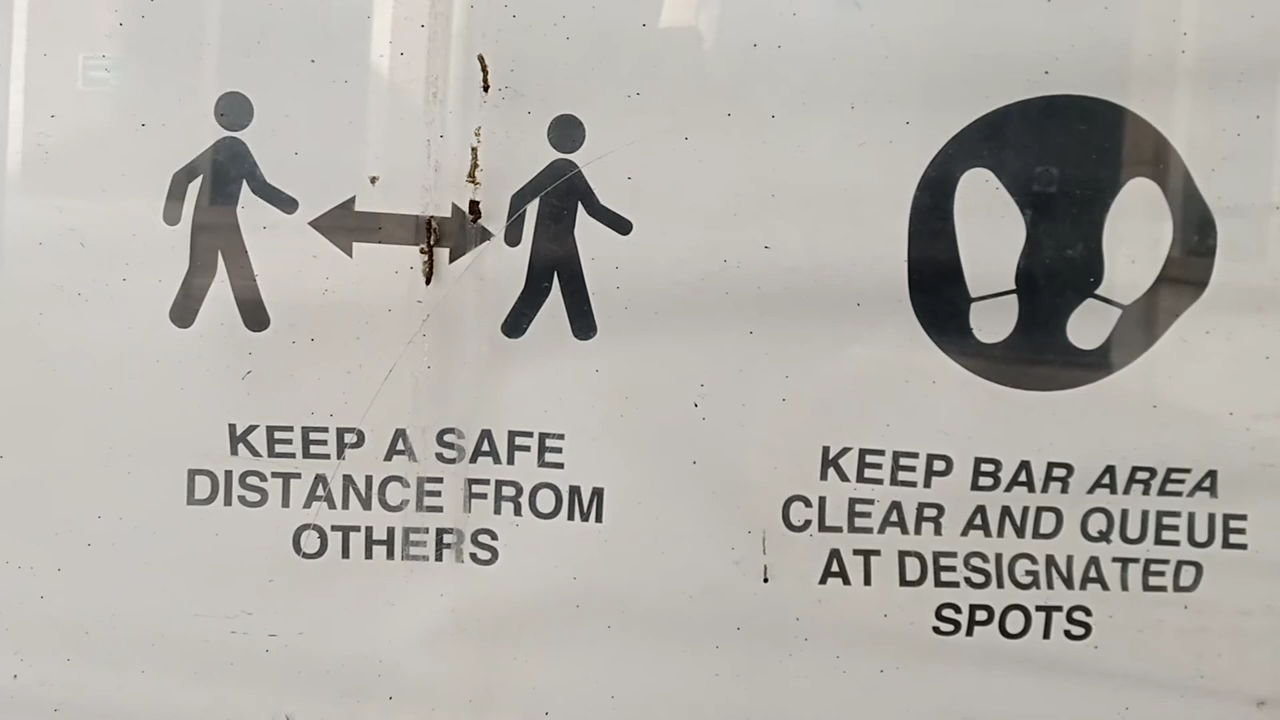 KEEP A SAFE
DISTANCE FROM
OTHERS
KEEP BAR AREA
CLEAR AND QUEUE
AT DESIGNATED
SPOTS